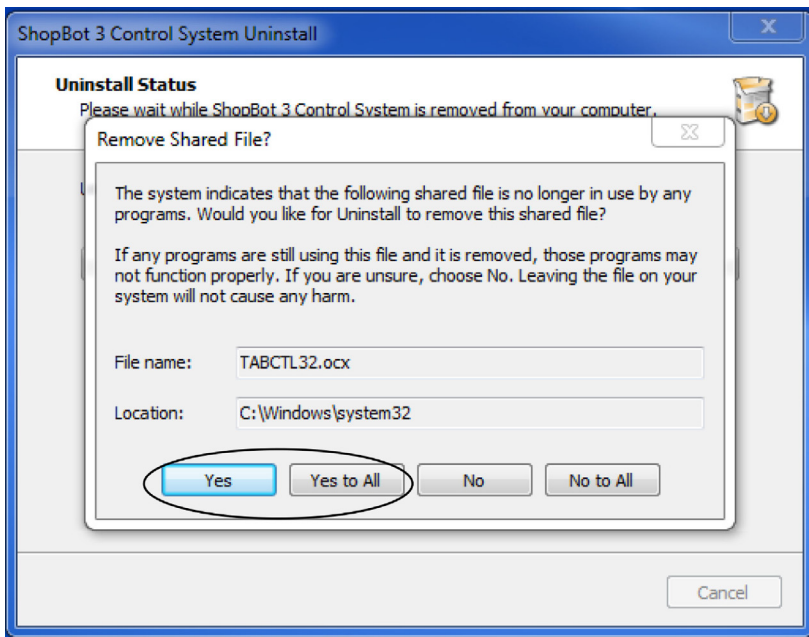 ShopBot 3 Control System Uninstall
Uninstall Status
Please wait while ShopBot 3 Control System is removed from your computer.
Remove Shared File?
The system indicates that the following shared file is no longer in use by any
programs. Would you like for Uninstall to remove this shared file?
If any programs are still using this file and it is removed, those programs may
not function properly. If you are unsure, choose No. Leaving the file on your
system will not cause any harm.
File name: TABCTL32.ocx
Location: C:\Windows\system32
Yes Yes to All No No to All
Cancel